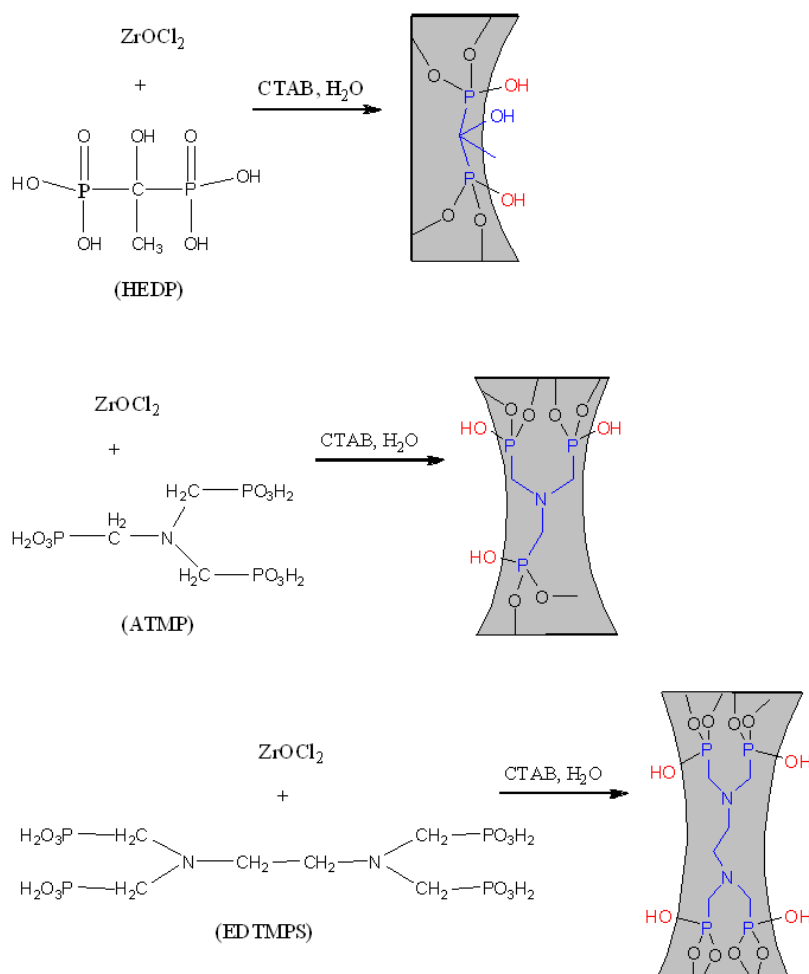 ZrOCl2
+
CTAB, H2O
O OH O
HO P C P OH
OH CH3 OH
(HEDP)
O O
P OH
OH
P OH
O O
ZrOCl2
+
CTAB, H2O
H2C PO3H2
H2O3P C H2 N
H2C PO3H2
(ATMP)
O O O O
HO P P OH
N
HO P
O O
ZrOCl2
+
CTAB, H2O
H2O3P H2C CH2 PO3H2
N CH2 CH2 N
H2O3P H2C CH2 PO3H2
(EDTMPS)
O O O O
P P
HO OH
N
N
HO P P OH
O O O O